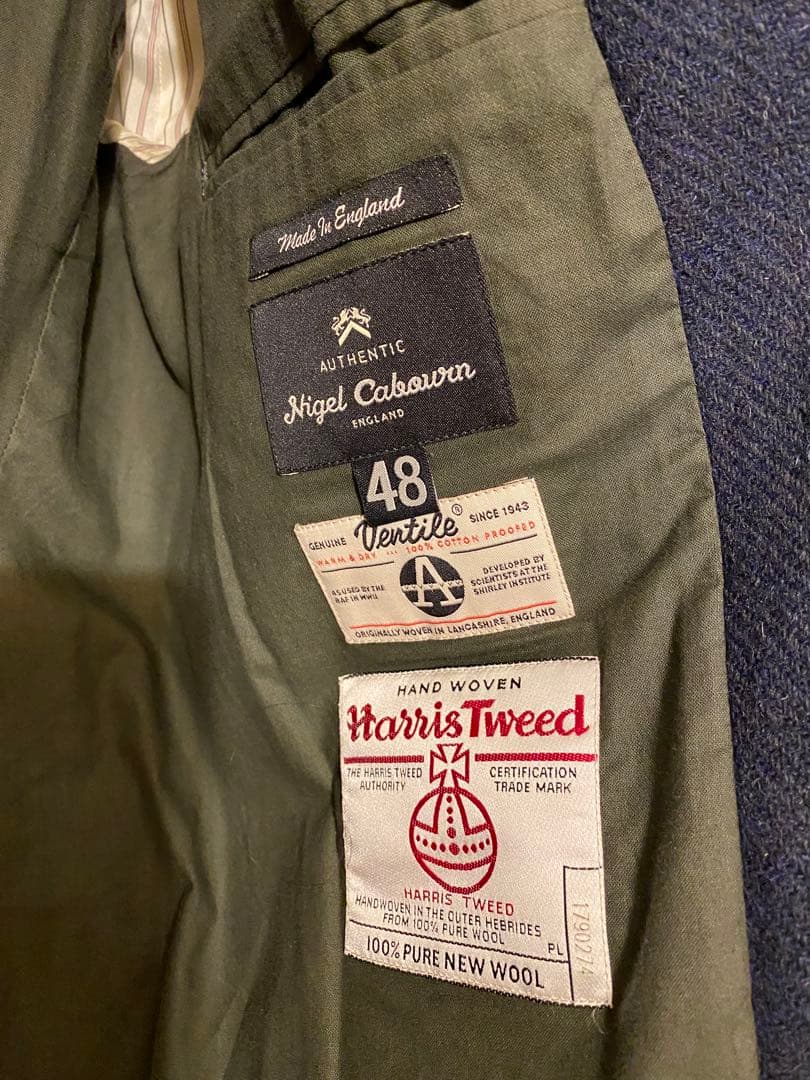 Made In England
AUTHENTIC
Nigel Cabourn
ENGLAND
48
GENUINE Ventile ® SINCE 1943
WARM & DRY ... 100% COTTON PROOFED
AS USED BY THE
RAF IN WWII
A
DEVELOPED BY
SCIENTISTS AT THE
SHIRLEY INSTITUTE
ORIGINALLY WOVEN IN LANCASHIRE, ENGLAND
HAND WOVEN
Harris Tweed
THE HARRIS TWEED
AUTHORITY
CERTIFICATION
TRADE MARK
HARRIS TWEED
HANDWOVEN IN THE OUTER HEBRIDES
FROM 100% PURE WOOL
PL
100% PURE NEW WOOL
1790274